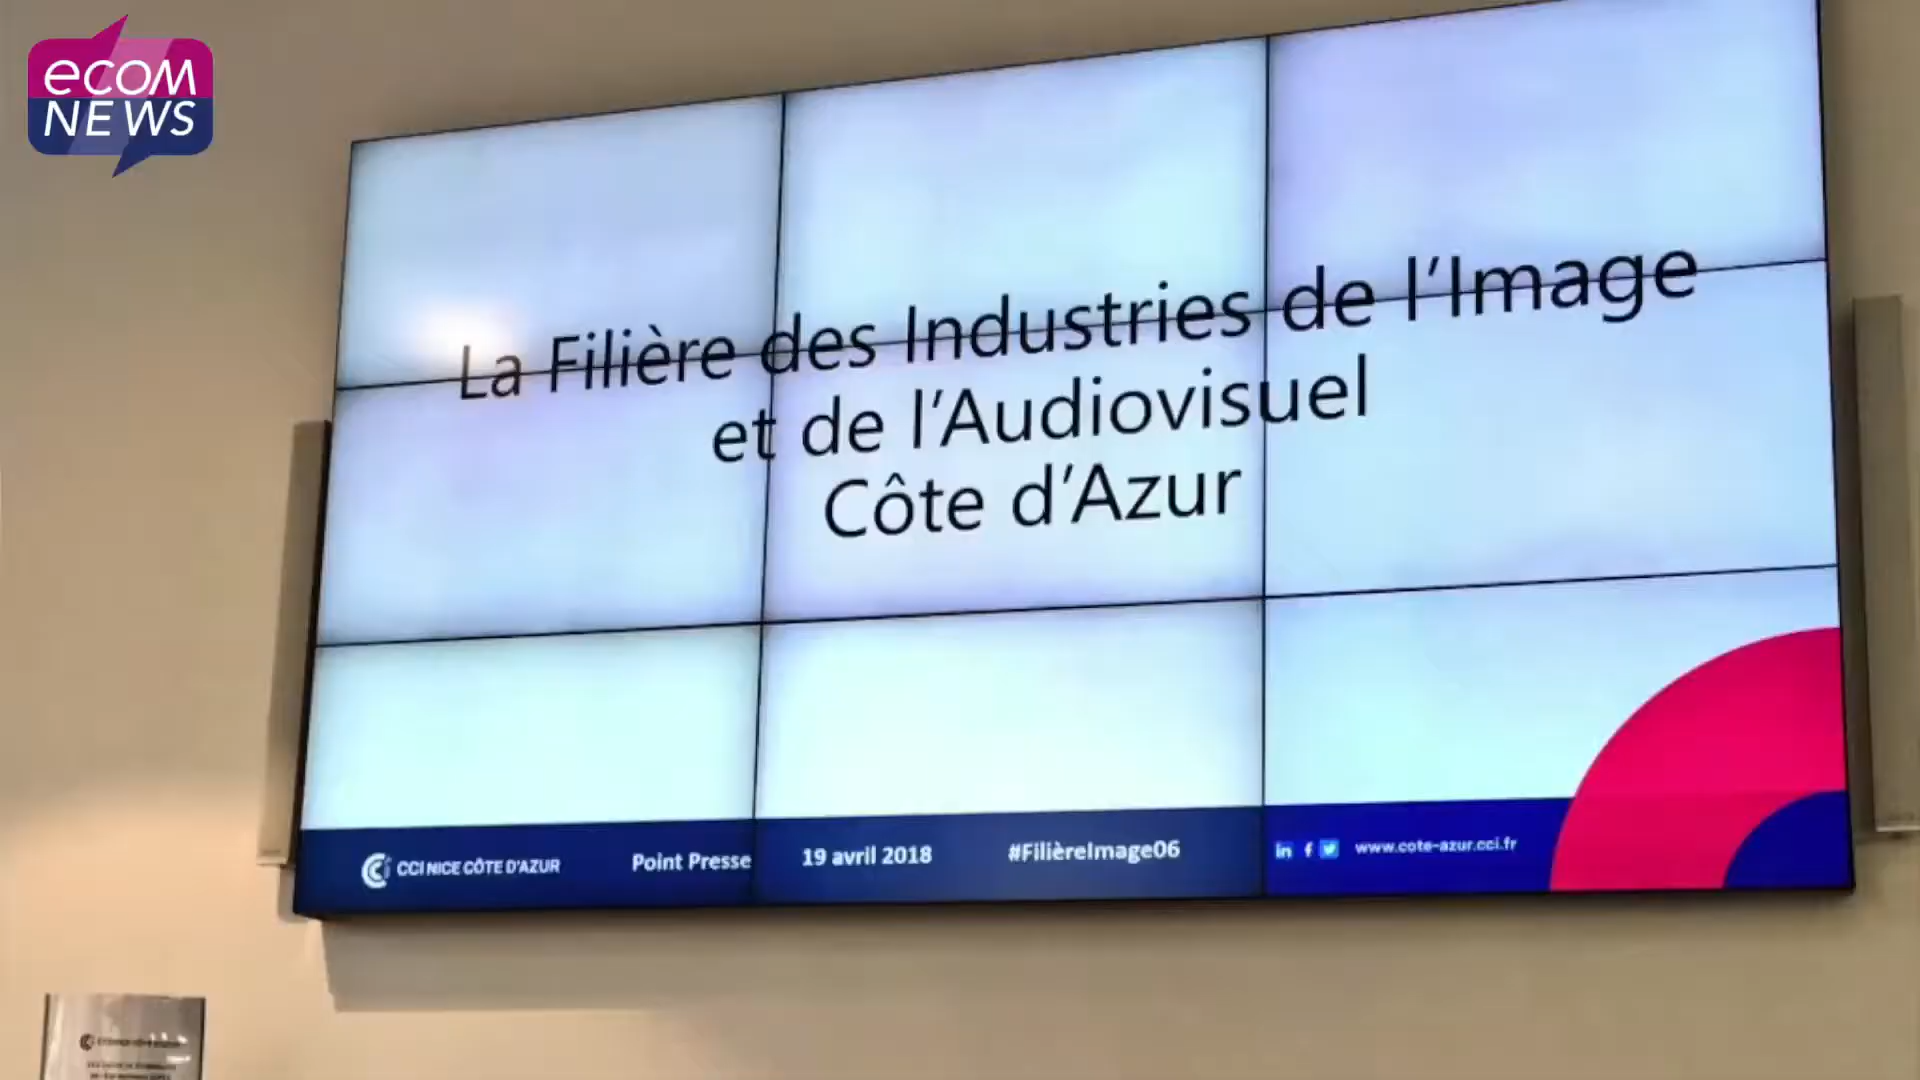 ecom
NEWS
La Filière des Industries de l'Image
et de l'Audiovisuel
Côte d'Azur
CCI NICE CÔTE D'AZUR Point Presse 19 avril 2018 #FilièreImage06 in f www.cote-azur.cci.fr